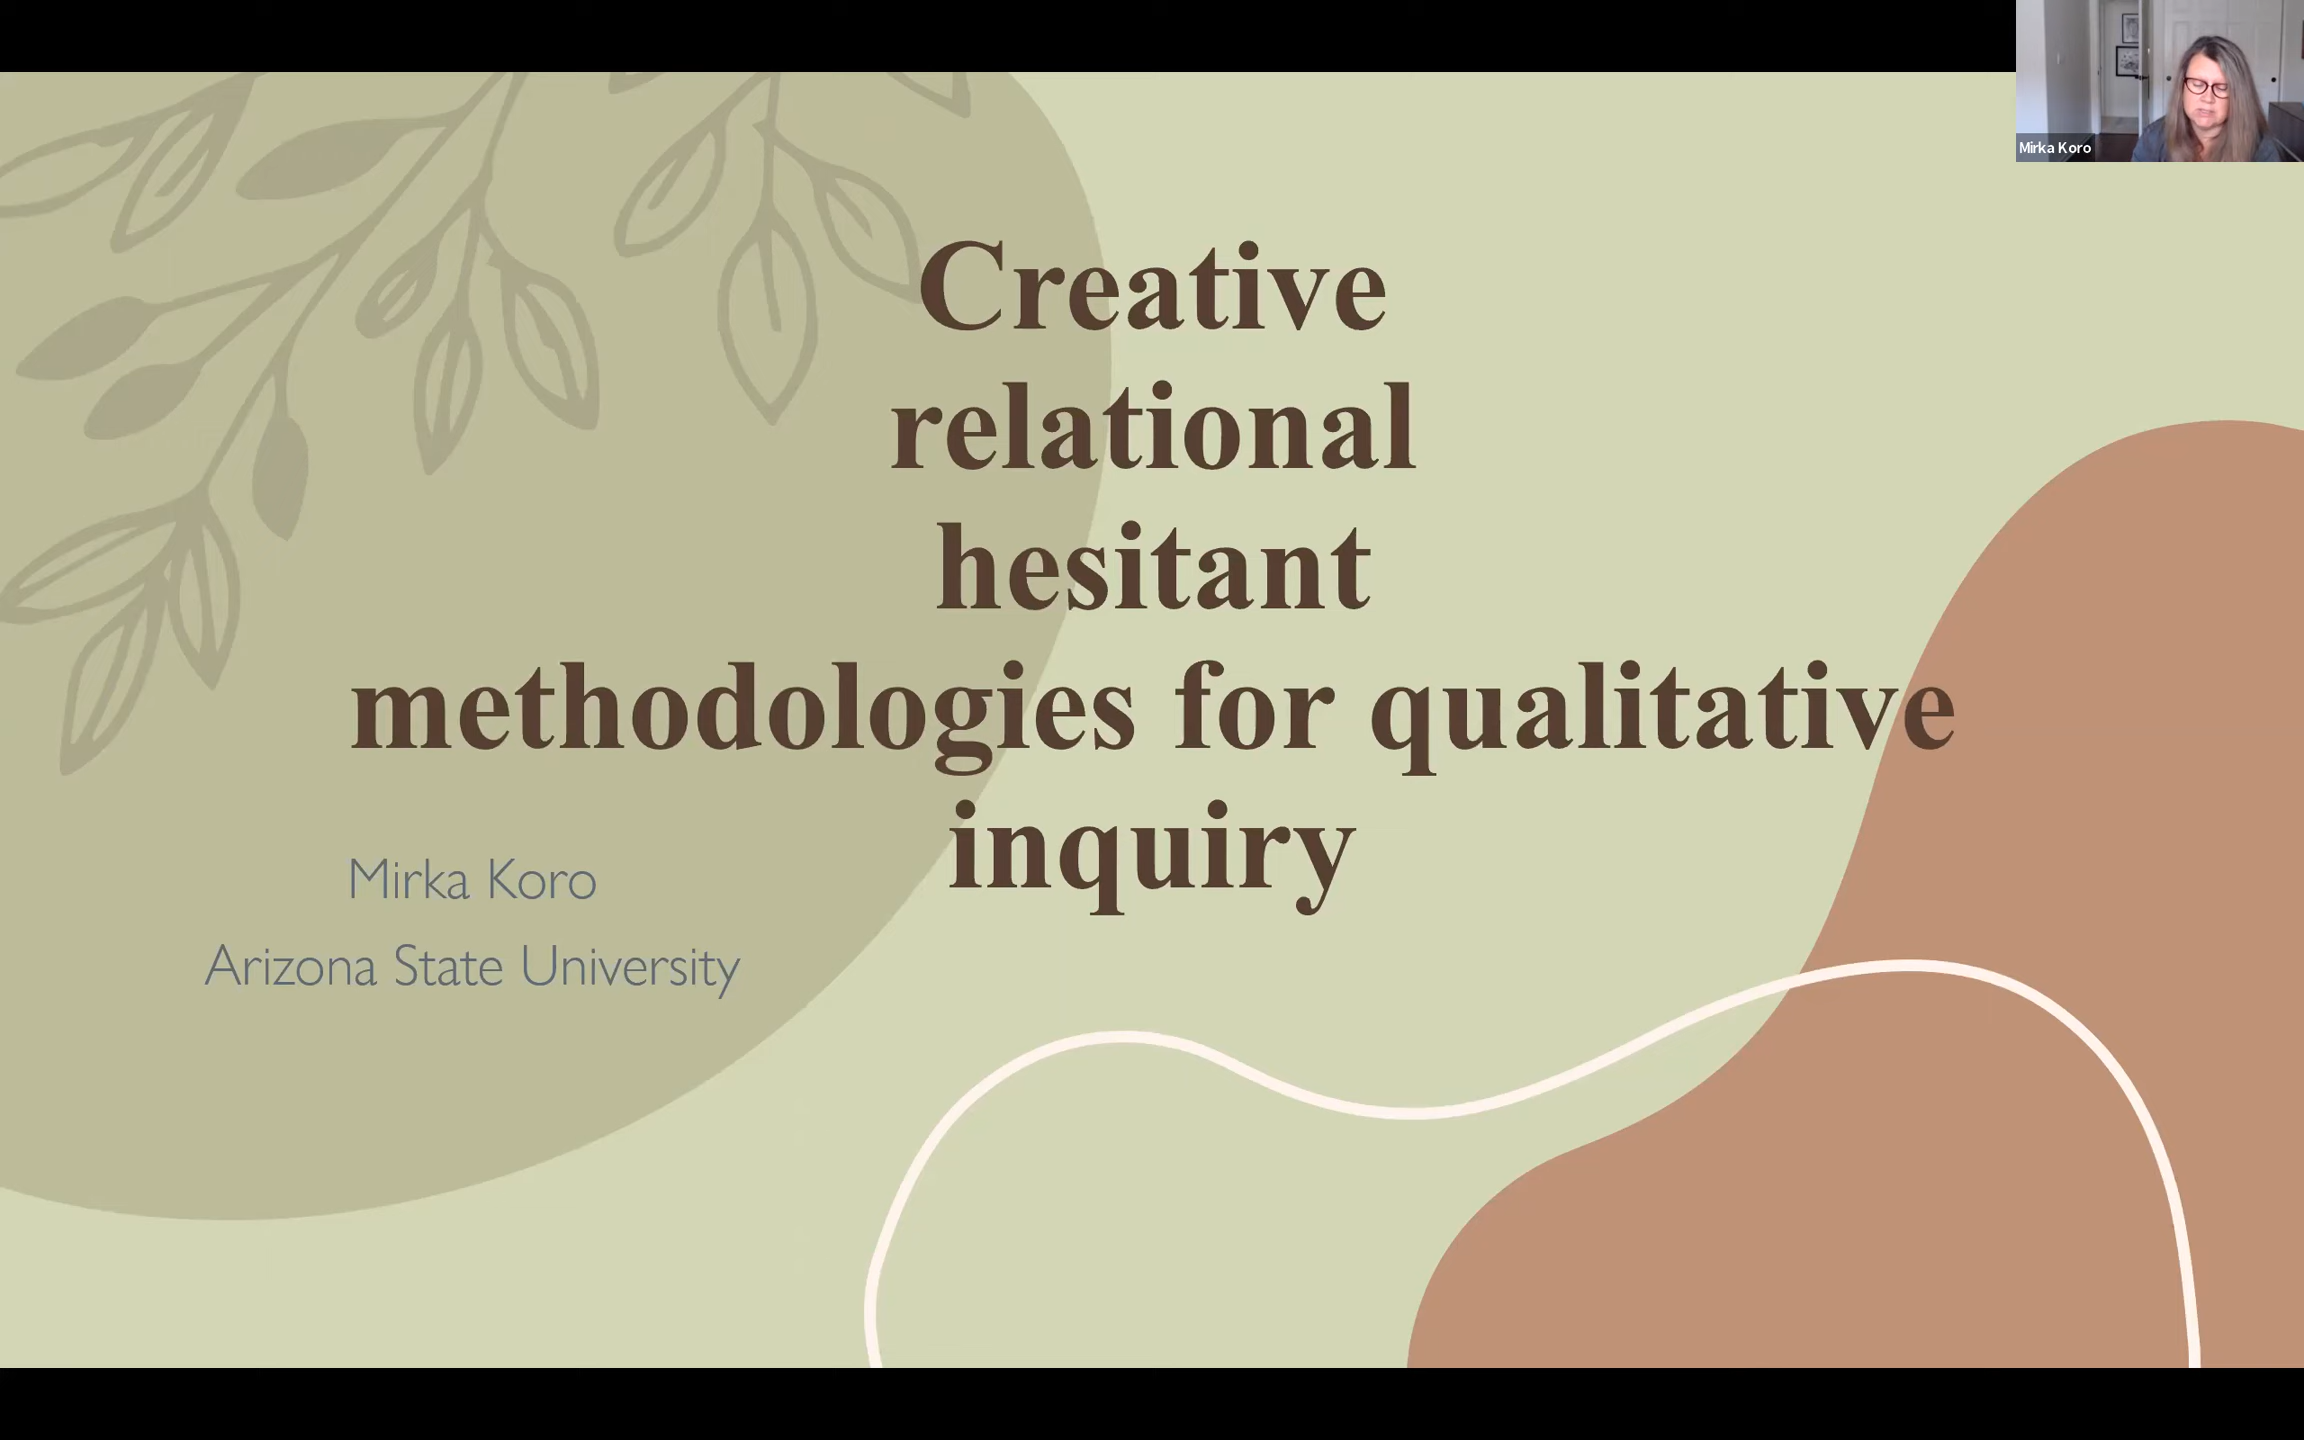 Mirka Koro
Creative
relational
hesitant
methodologies for qualitative
inquiry
Mirka Koro
Arizona State University